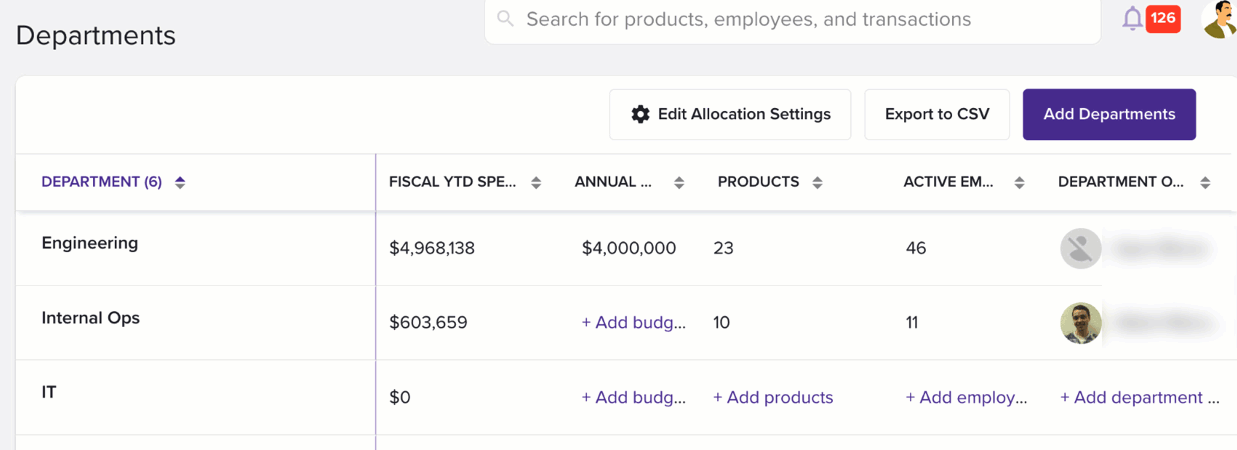 Departments
Search for products, employees, and transactions
126
Edit Allocation Settings
Export to CSV
Add Departments
DEPARTMENT (6)
FISCAL YTD SPE...
ANNUAL ...
PRODUCTS
ACTIVE EM...
DEPARTMENT O...
Engineering
$4,968,138
$4,000,000
23
46
Internal Ops
$603,659
+ Add budg...
10
11
IT
$0
+ Add budg...
+ Add products
+ Add employ...
+ Add department ...